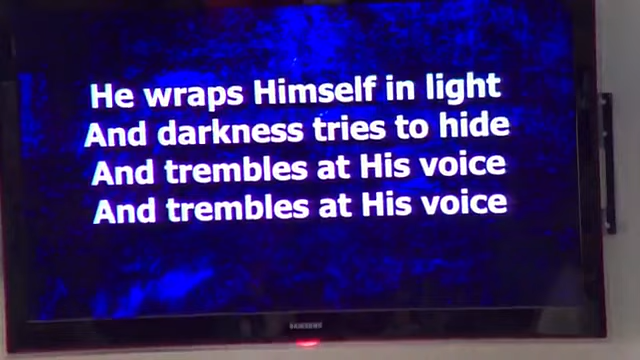 He wraps Himself in light
And darkness tries to hide
And trembles at His voice
And trembles at His voice
SAMSUNG